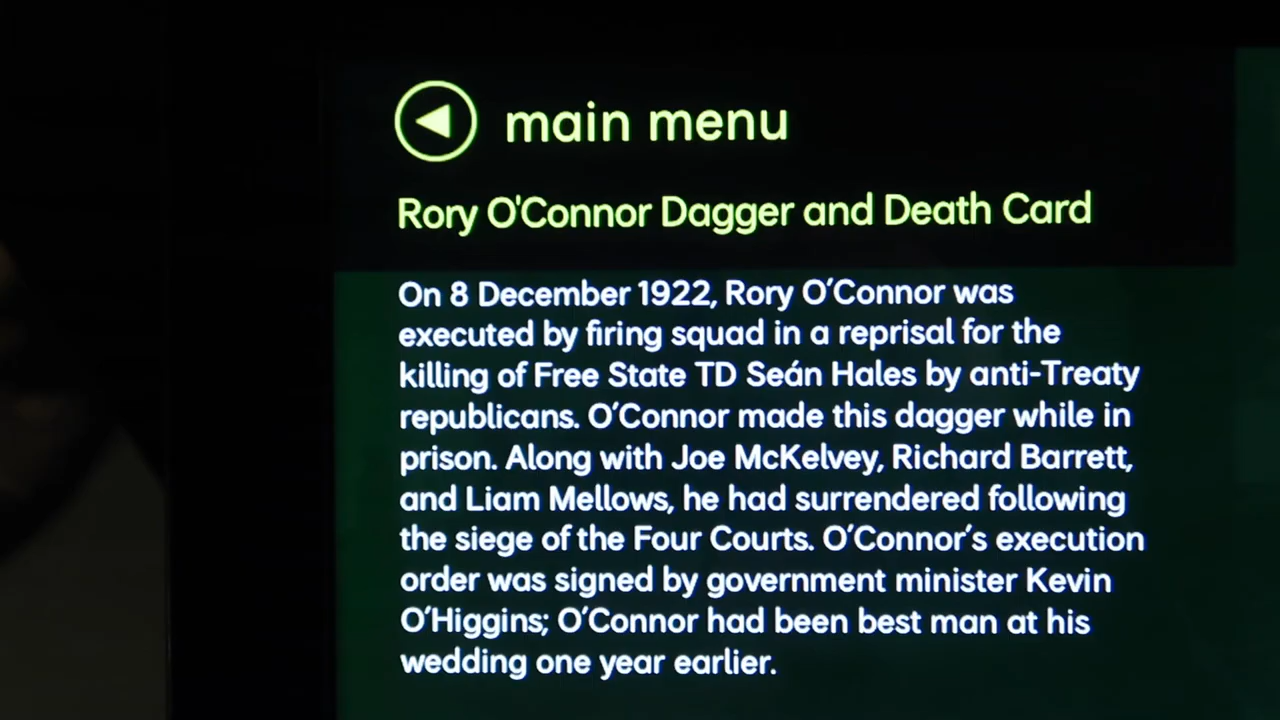 main menu
Rory O'Connor Dagger and Death Card
On 8 December 1922, Rory O’Connor was
executed by firing squad in a reprisal for the
killing of Free State TD Seán Hales by anti-Treaty
republicans. O’Connor made this dagger while in
prison. Along with Joe McKelvey, Richard Barrett,
and Liam Mellows, he had surrendered following
the siege of the Four Courts. O’Connor’s execution
order was signed by government minister Kevin
O’Higgins; O’Connor had been best man at his
wedding one year earlier.